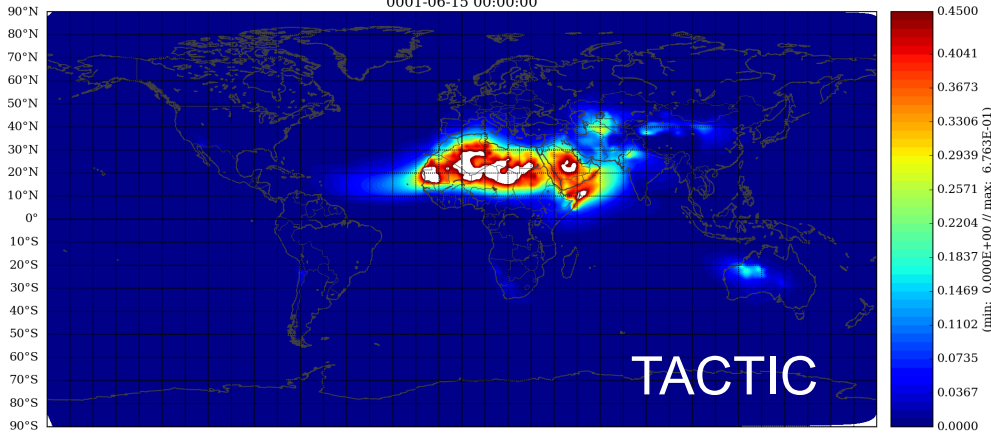 0001-06-15 00:00:00
90°N
80°N
70°N
60°N
50°N
40°N
30°N
20°N
10°N
0°
10°S
20°S
30°S
40°S
50°S
60°S
70°S
80°S
90°S
TACTIC
0.4500
0.4041
0.3673
0.3306
0.2939
0.2571
0.2204
0.1837
0.1469
0.1102
0.0735
0.0367
0.0000
(min: 0.000E+00 // max: 6.763E-01)